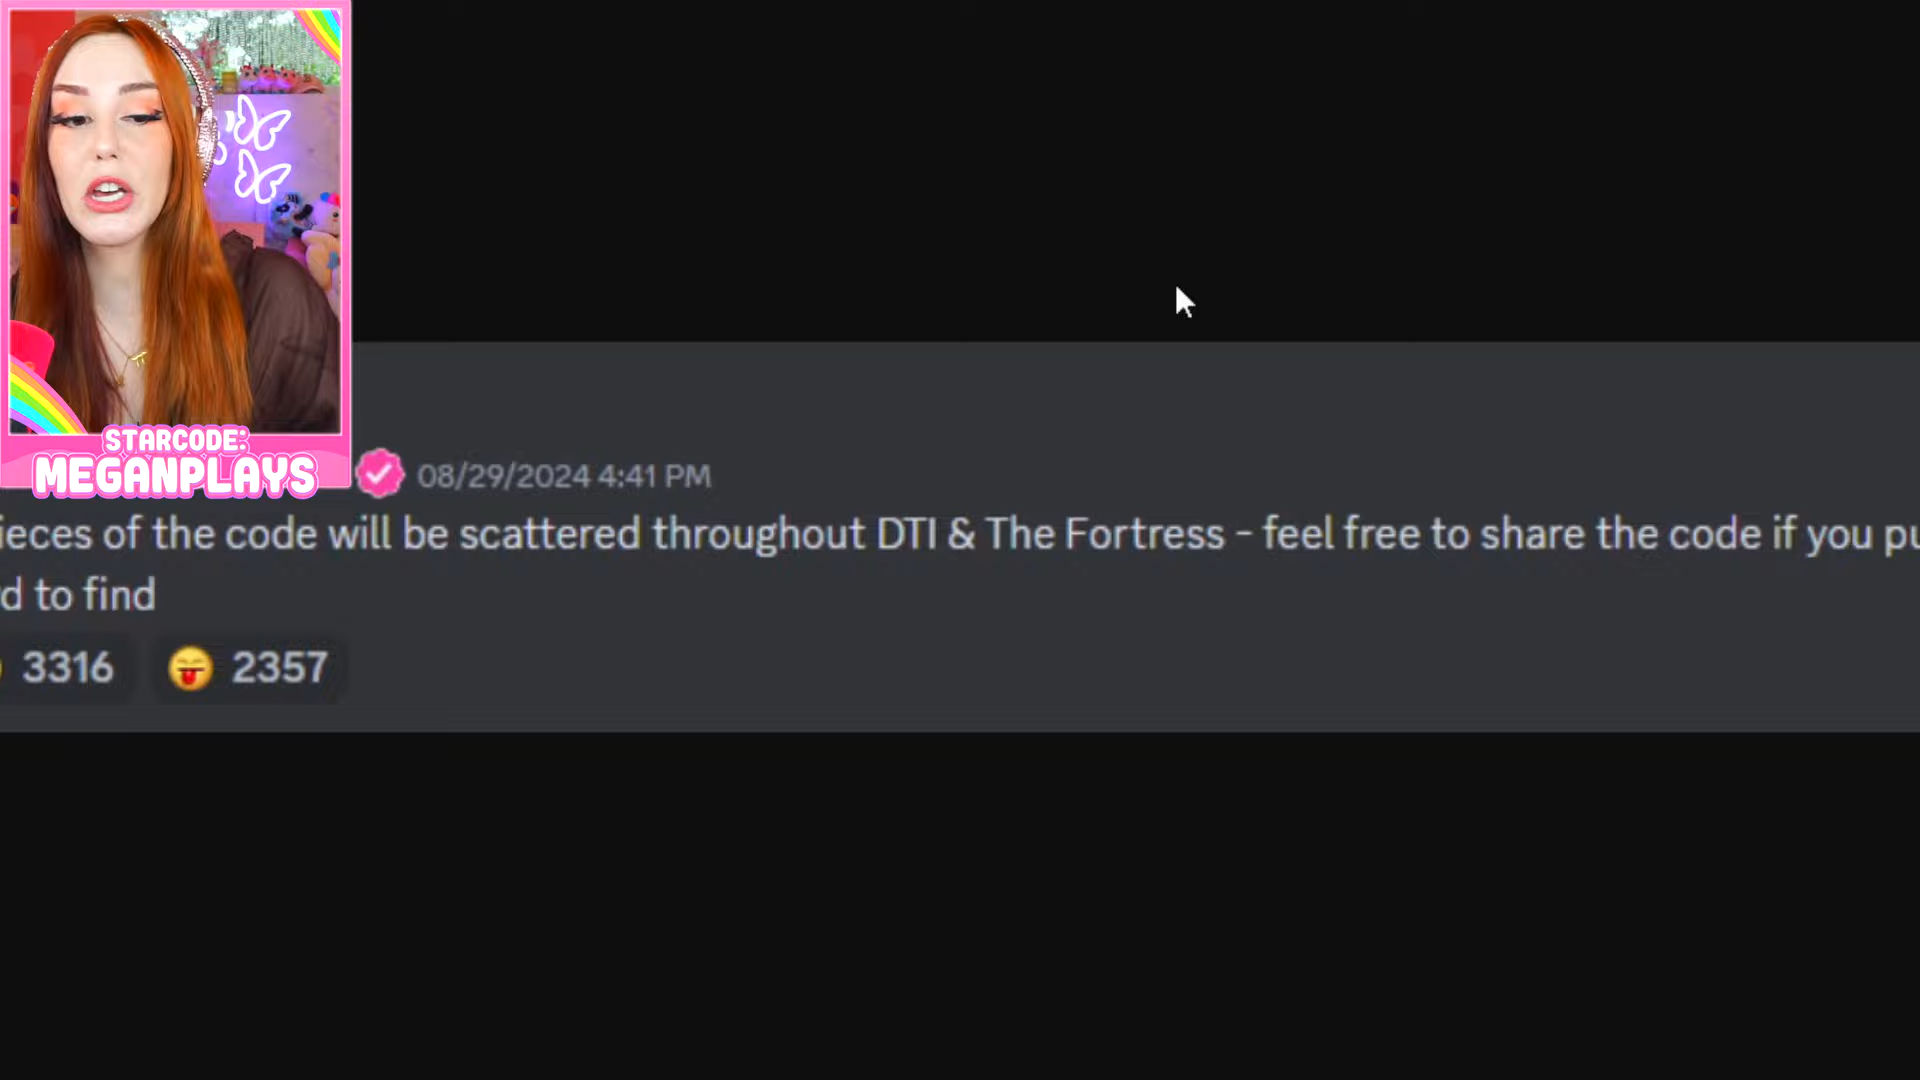 STARCODE:
MEGANPLAYS
08/29/2024 4:41 PM
ieces of the code will be scattered throughout DTI & The Fortress - feel free to share the code if you pu
d to find
3316
2357